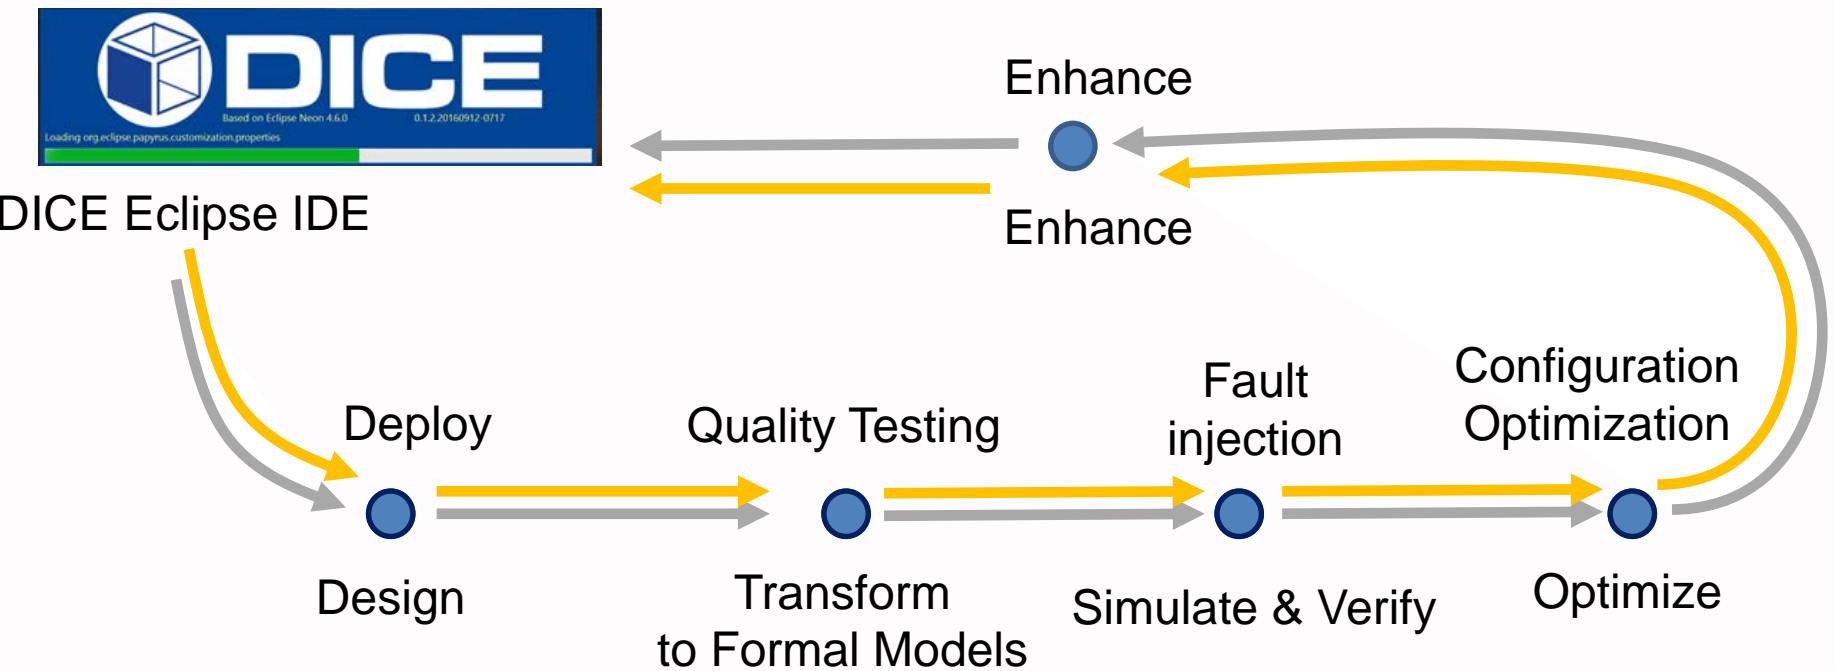 DICE
Based on Eclipse Neon 4.6.0 0.1.2.20160912-0717
Loading org.eclipse.papyrus.customization.properties
DICE Eclipse IDE
Enhance
Enhance
Deploy
Quality Testing
Fault
injection
Configuration
Optimization
Design
Transform
to Formal Models
Simulate & Verify
Optimize